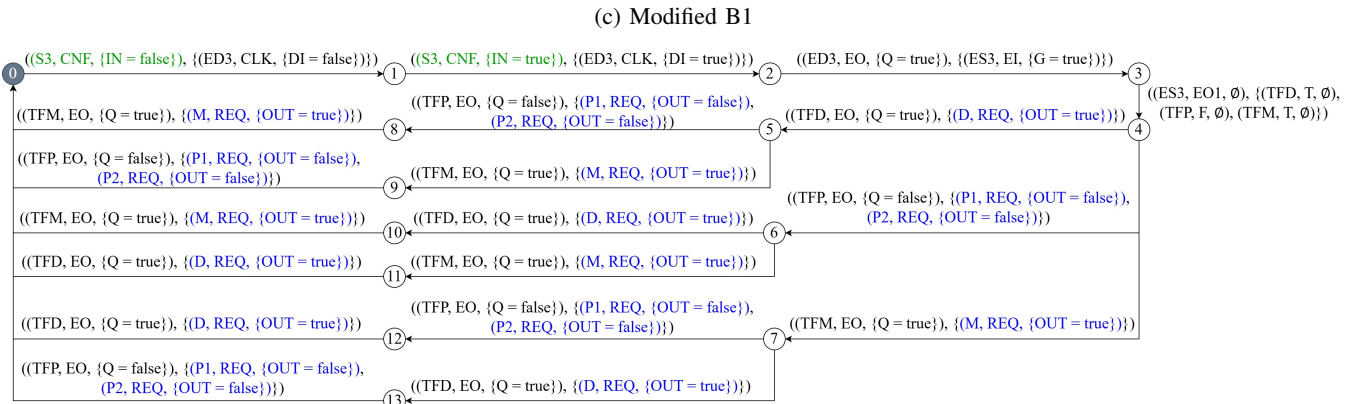 (c) Modified B1
((S3, CNF, {IN = false}), {(ED3, CLK, {DI = false})})
((S3, CNF, {IN = true}), {(ED3, CLK, {DI = true})})
((ED3, EO, {Q = true}), {(ES3, EI, {G = true})})
0
1
2
3
((ES3, EO1, ∅), {(TFD, T, ∅),
(TFP, F, ∅), (TFM, T, ∅)})
((TFM, EO, {Q = true}), {(M, REQ, {OUT = true})})
((TFP, EO, {Q = false}), {(P1, REQ, {OUT = false}),
(P2, REQ, {OUT = false})})
((TFD, EO, {Q = true}), {(D, REQ, {OUT = true})})
8
5
4
((TFP, EO, {Q = false}), {(P1, REQ, {OUT = false}),
(P2, REQ, {OUT = false})})
((TFM, EO, {Q = true}), {(M, REQ, {OUT = true})})
9
((TFP, EO, {Q = false}), {(P1, REQ, {OUT = false}),
(P2, REQ, {OUT = false})})
((TFM, EO, {Q = true}), {(M, REQ, {OUT = true})})
((TFD, EO, {Q = true}), {(D, REQ, {OUT = true})})
10
6
((TFD, EO, {Q = true}), {(D, REQ, {OUT = true})})
((TFM, EO, {Q = true}), {(M, REQ, {OUT = true})})
11
((TFD, EO, {Q = true}), {(D, REQ, {OUT = true})})
((TFP, EO, {Q = false}), {(P1, REQ, {OUT = false}),
(P2, REQ, {OUT = false})})
((TFM, EO, {Q = true}), {(M, REQ, {OUT = true})})
12
7
((TFP, EO, {Q = false}), {(P1, REQ, {OUT = false}),
(P2, REQ, {OUT = false})})
((TFD, EO, {Q = true}), {(D, REQ, {OUT = true})})
13